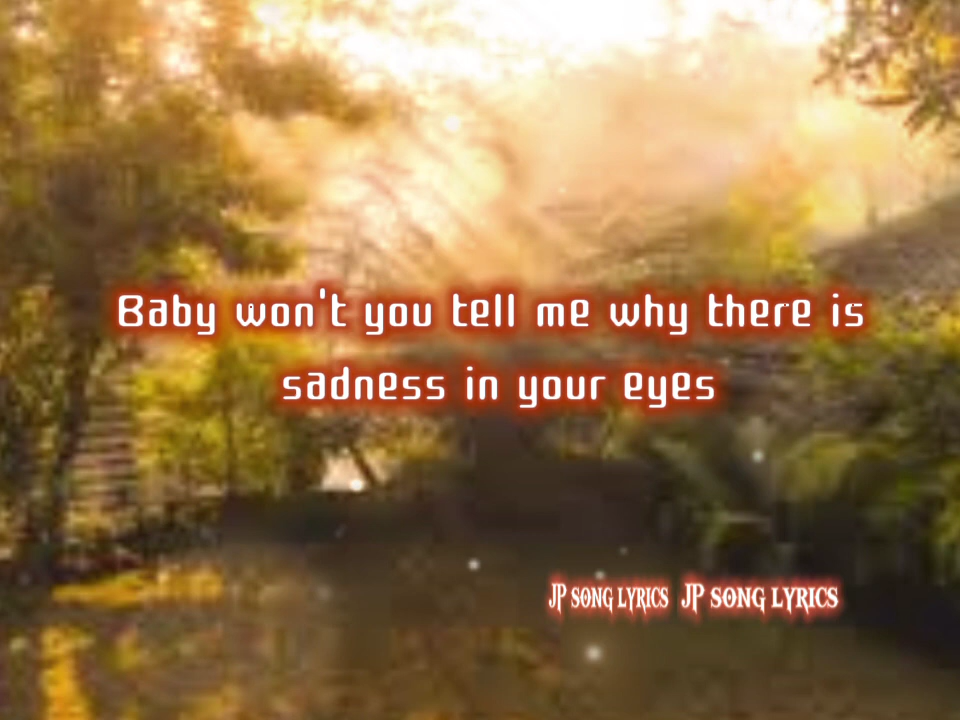 Baby won't you tell me why there is
sadness in your eyes
JP SONG LYRICS JP SONG LYRICS